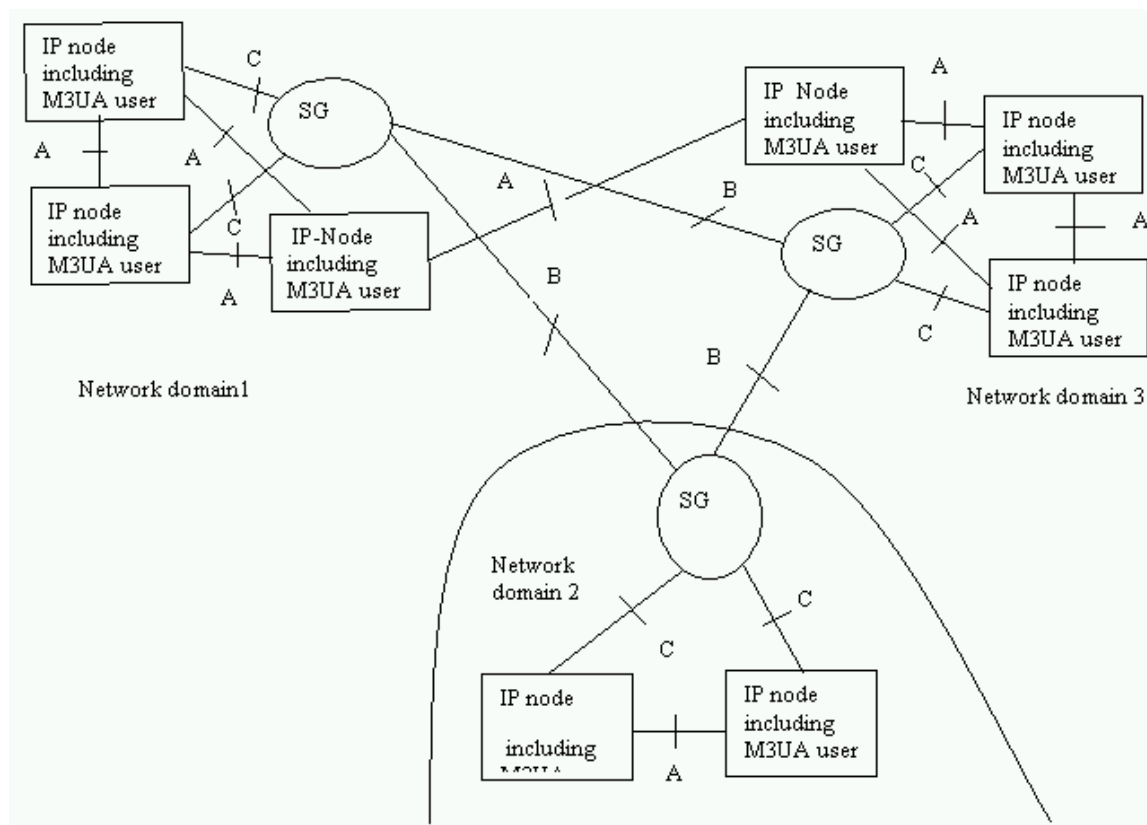 IP node
including
M3UA user
C
SG
A
A
IP node
including
M3UA user
C
A
IP-Node
including
M3UA user
A
B
B
IP Node
including
M3UA user
A
IP node
including
M3UA user
C
A
A
SG
C
IP node
including
M3UA user
B
Network domain1
Network domain 3
SG
Network
domain 2
C
C
IP node
including
A
IP node
including
M3UA user